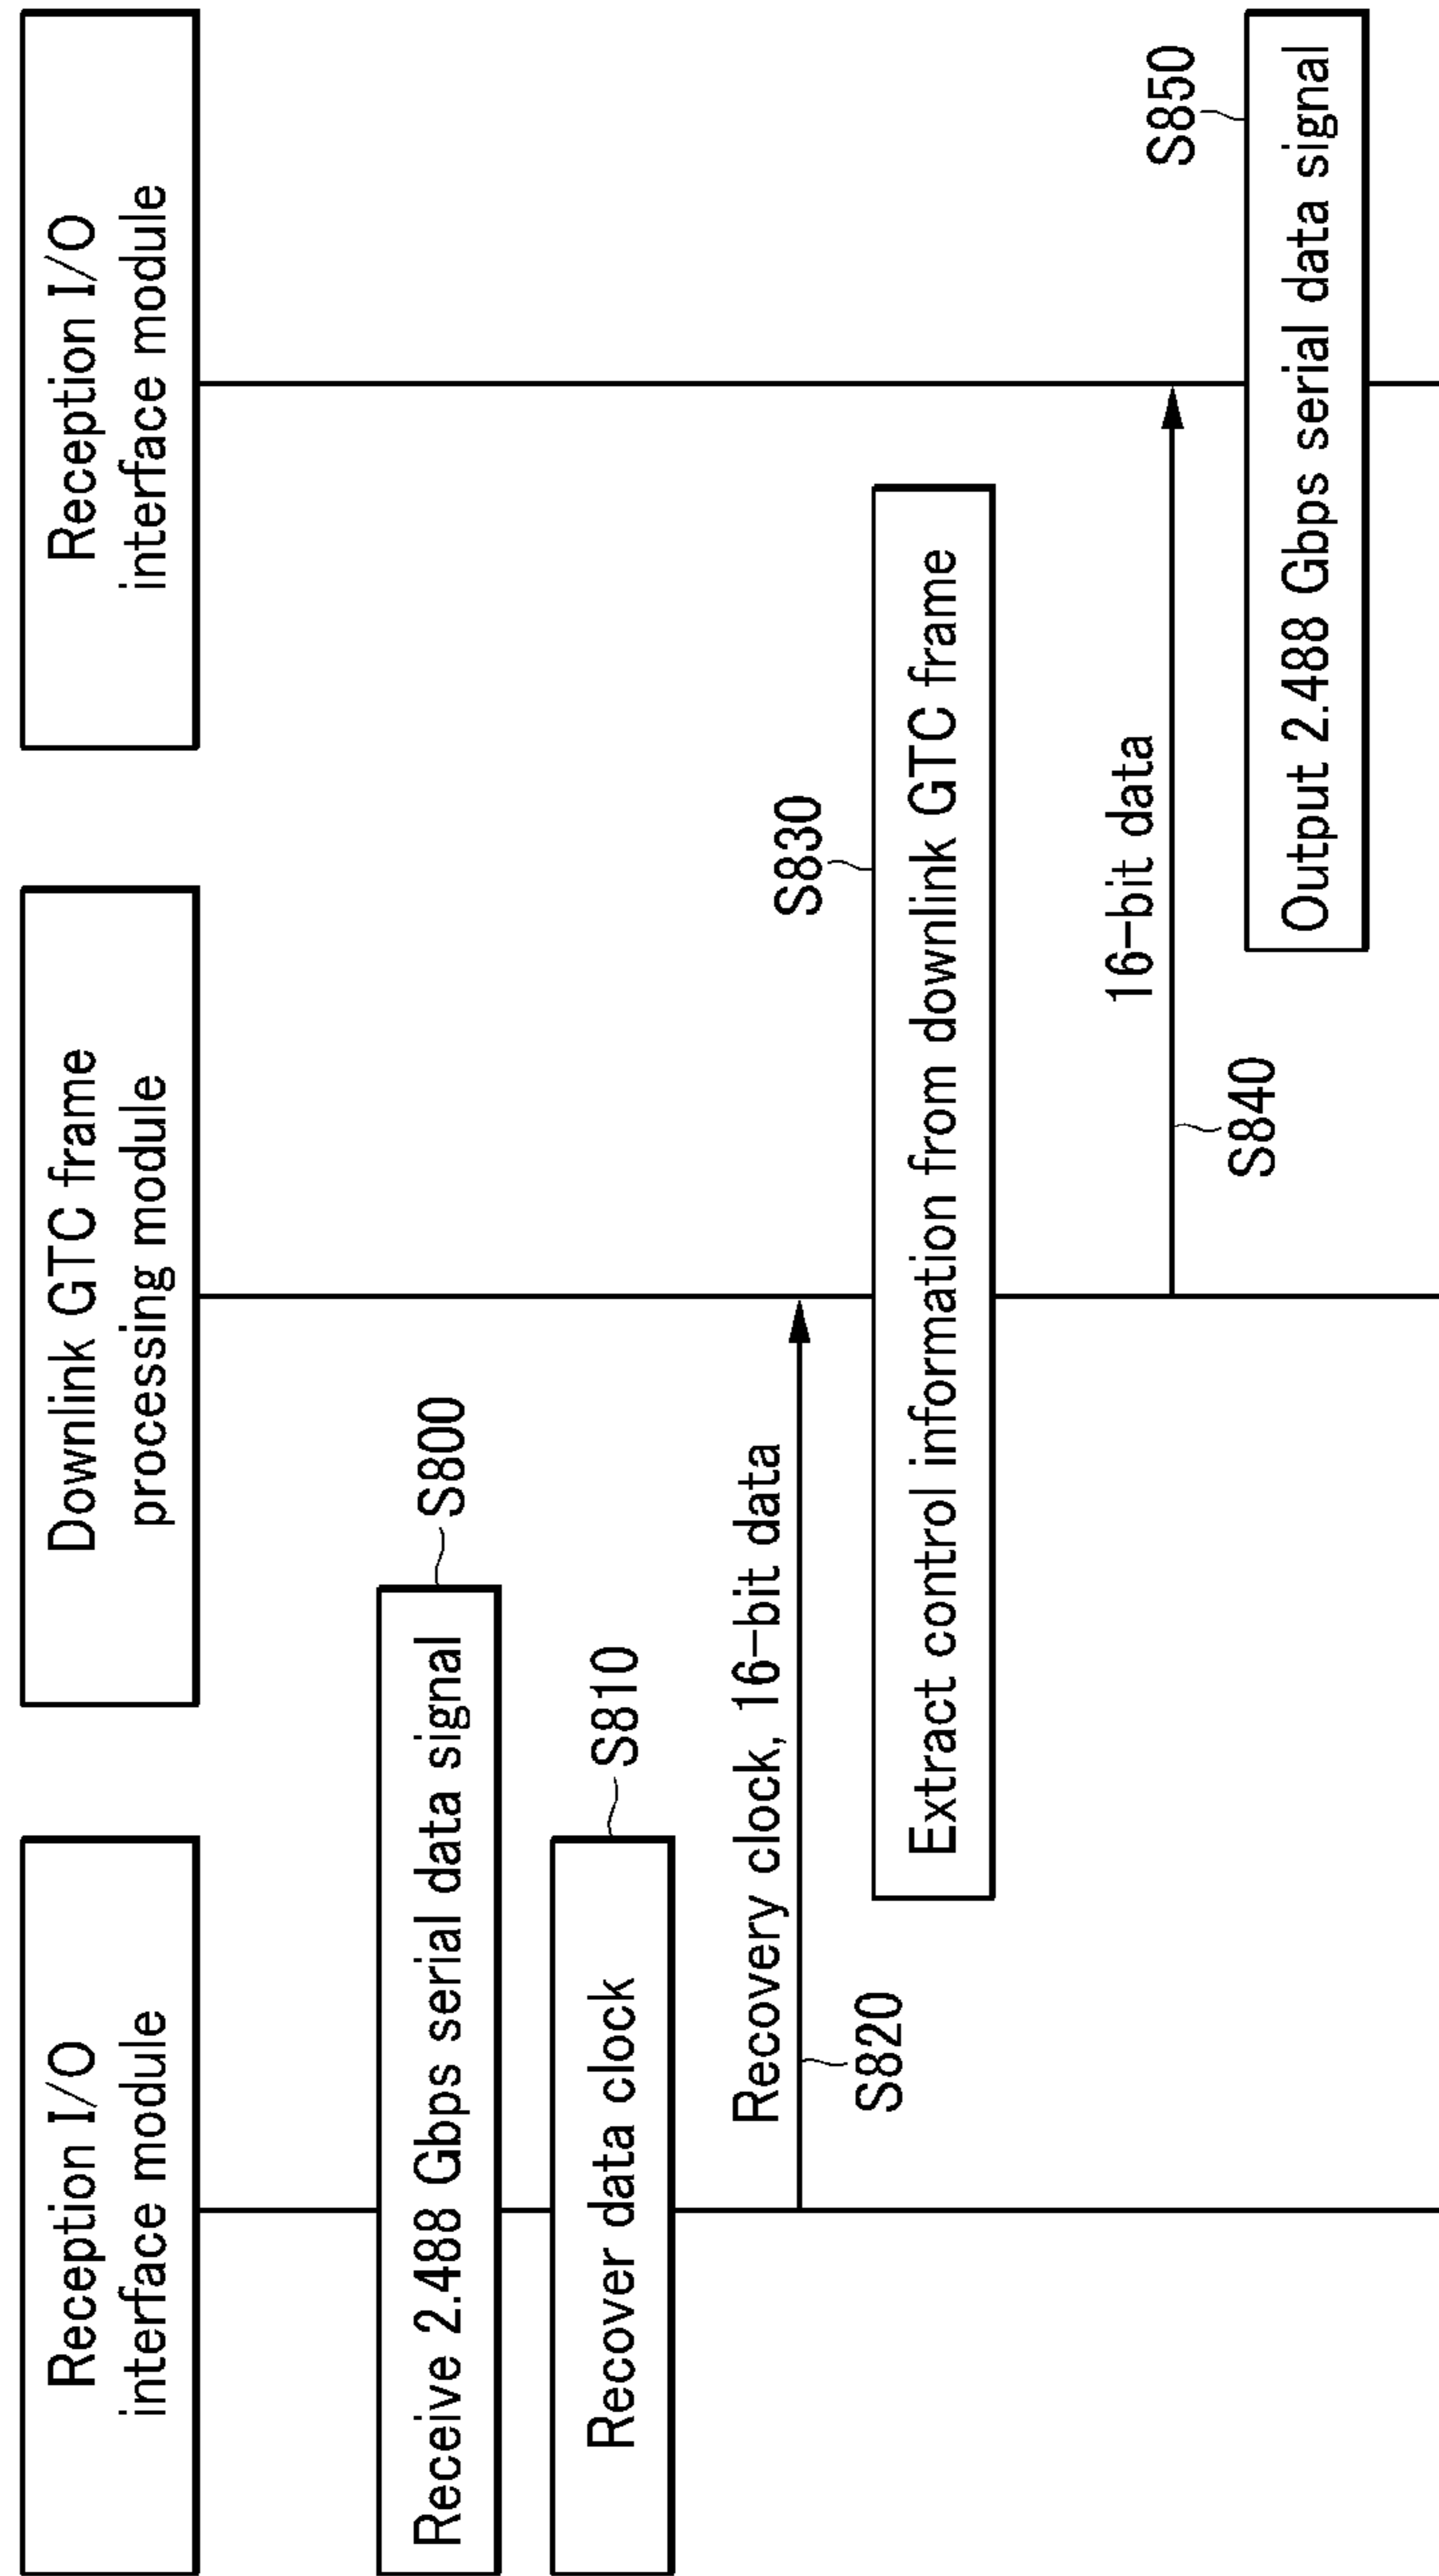 Reception I/O
interface module
Downlink GTC frame
processing module
Reception I/O
interface module
Receive 2.488 Gbps serial data signal
S800
Recover data clock
S810
Recovery clock, 16-bit data
S820
S830
Extract control information from downlink GTC frame
16-bit data
S840
S850
Output 2.488 Gbps serial data signal